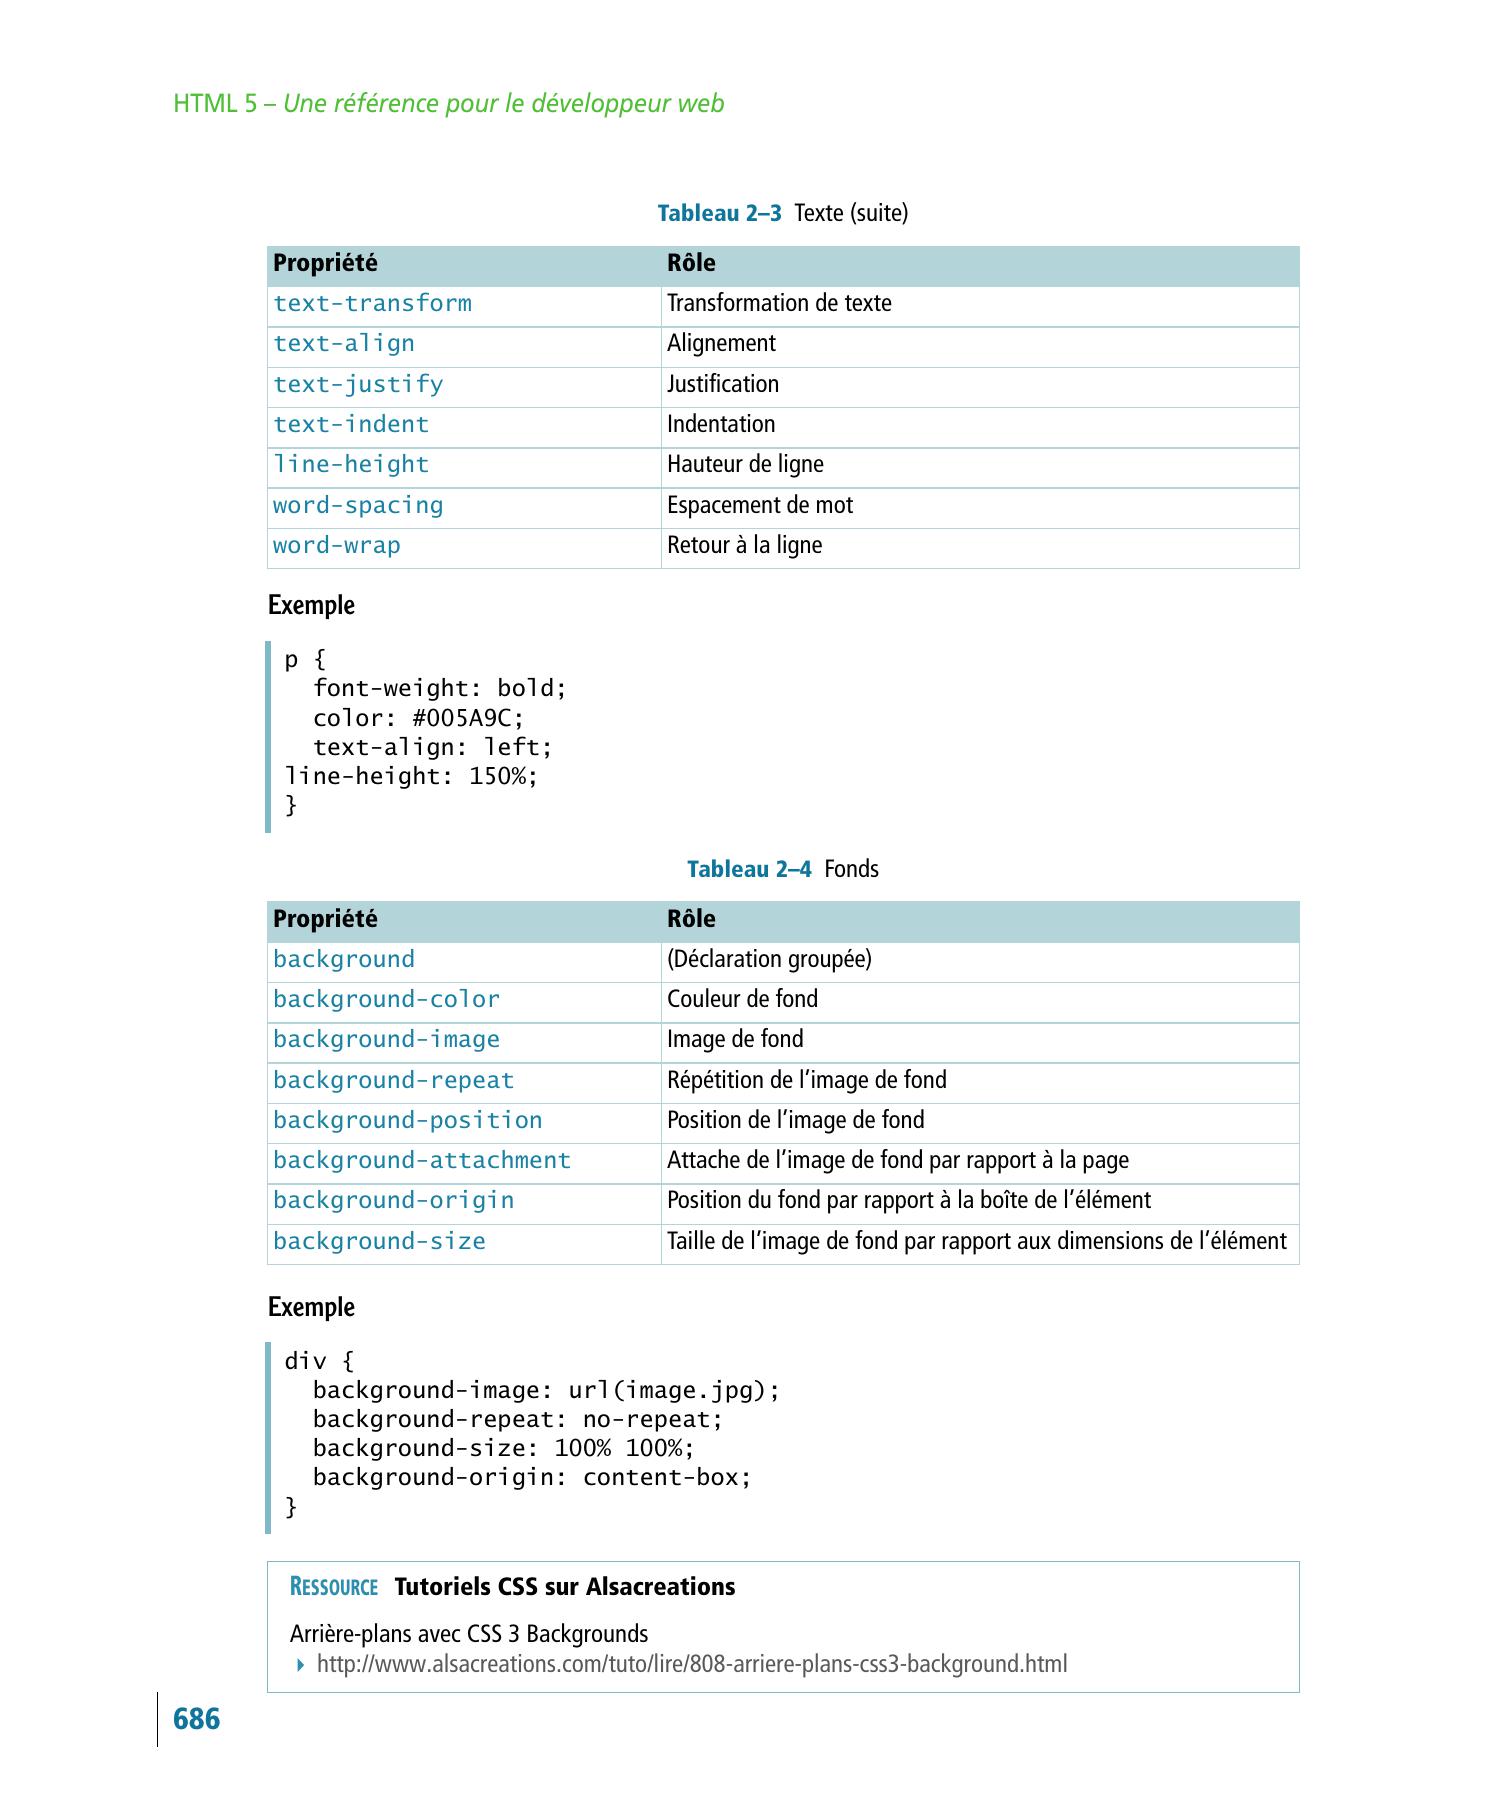 HTML 5 – Une référence pour le développeur web
Tableau 2–3 Texte (suite)
Propriété Rôle
text-transform Transformation de texte
text-align Alignement
text-justify Justification
text-indent Indentation
line-height Hauteur de ligne
word-spacing Espacement de mot
word-wrap Retour à la ligne
Exemple
p {
  font-weight: bold;
  color: #005A9C;
  text-align: left;
line-height: 150%;
}
Tableau 2–4 Fonds
Propriété Rôle
background (Déclaration groupée)
background-color Couleur de fond
background-image Image de fond
background-repeat Répétition de l’image de fond
background-position Position de l’image de fond
background-attachment Attache de l’image de fond par rapport à la page
background-origin Position du fond par rapport à la boîte de l’élément
background-size Taille de l’image de fond par rapport aux dimensions de l’élément
Exemple
div {
  background-image: url(image.jpg);
  background-repeat: no-repeat;
  background-size: 100% 100%;
  background-origin: content-box;
}
RESSOURCE Tutoriels CSS sur Alsacreations
Arrière-plans avec CSS 3 Backgrounds
http://www.alsacreations.com/tuto/lire/808-arriere-plans-css3-background.html
686